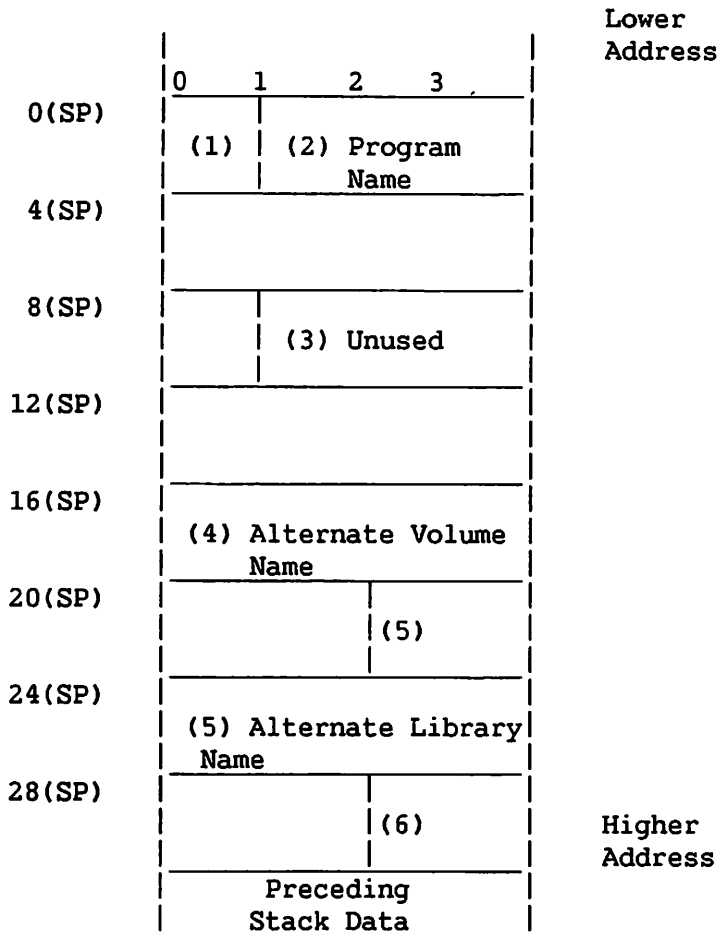 Lower
Address
0 1 2 3
0(SP)
(1) (2) Program
Name
4(SP)
8(SP)
(3) Unused
12(SP)
16(SP)
(4) Alternate Volume
Name
20(SP)
(5)
24(SP)
(5) Alternate Library
Name
28(SP)
(6)
Higher
Address
Preceding
Stack Data